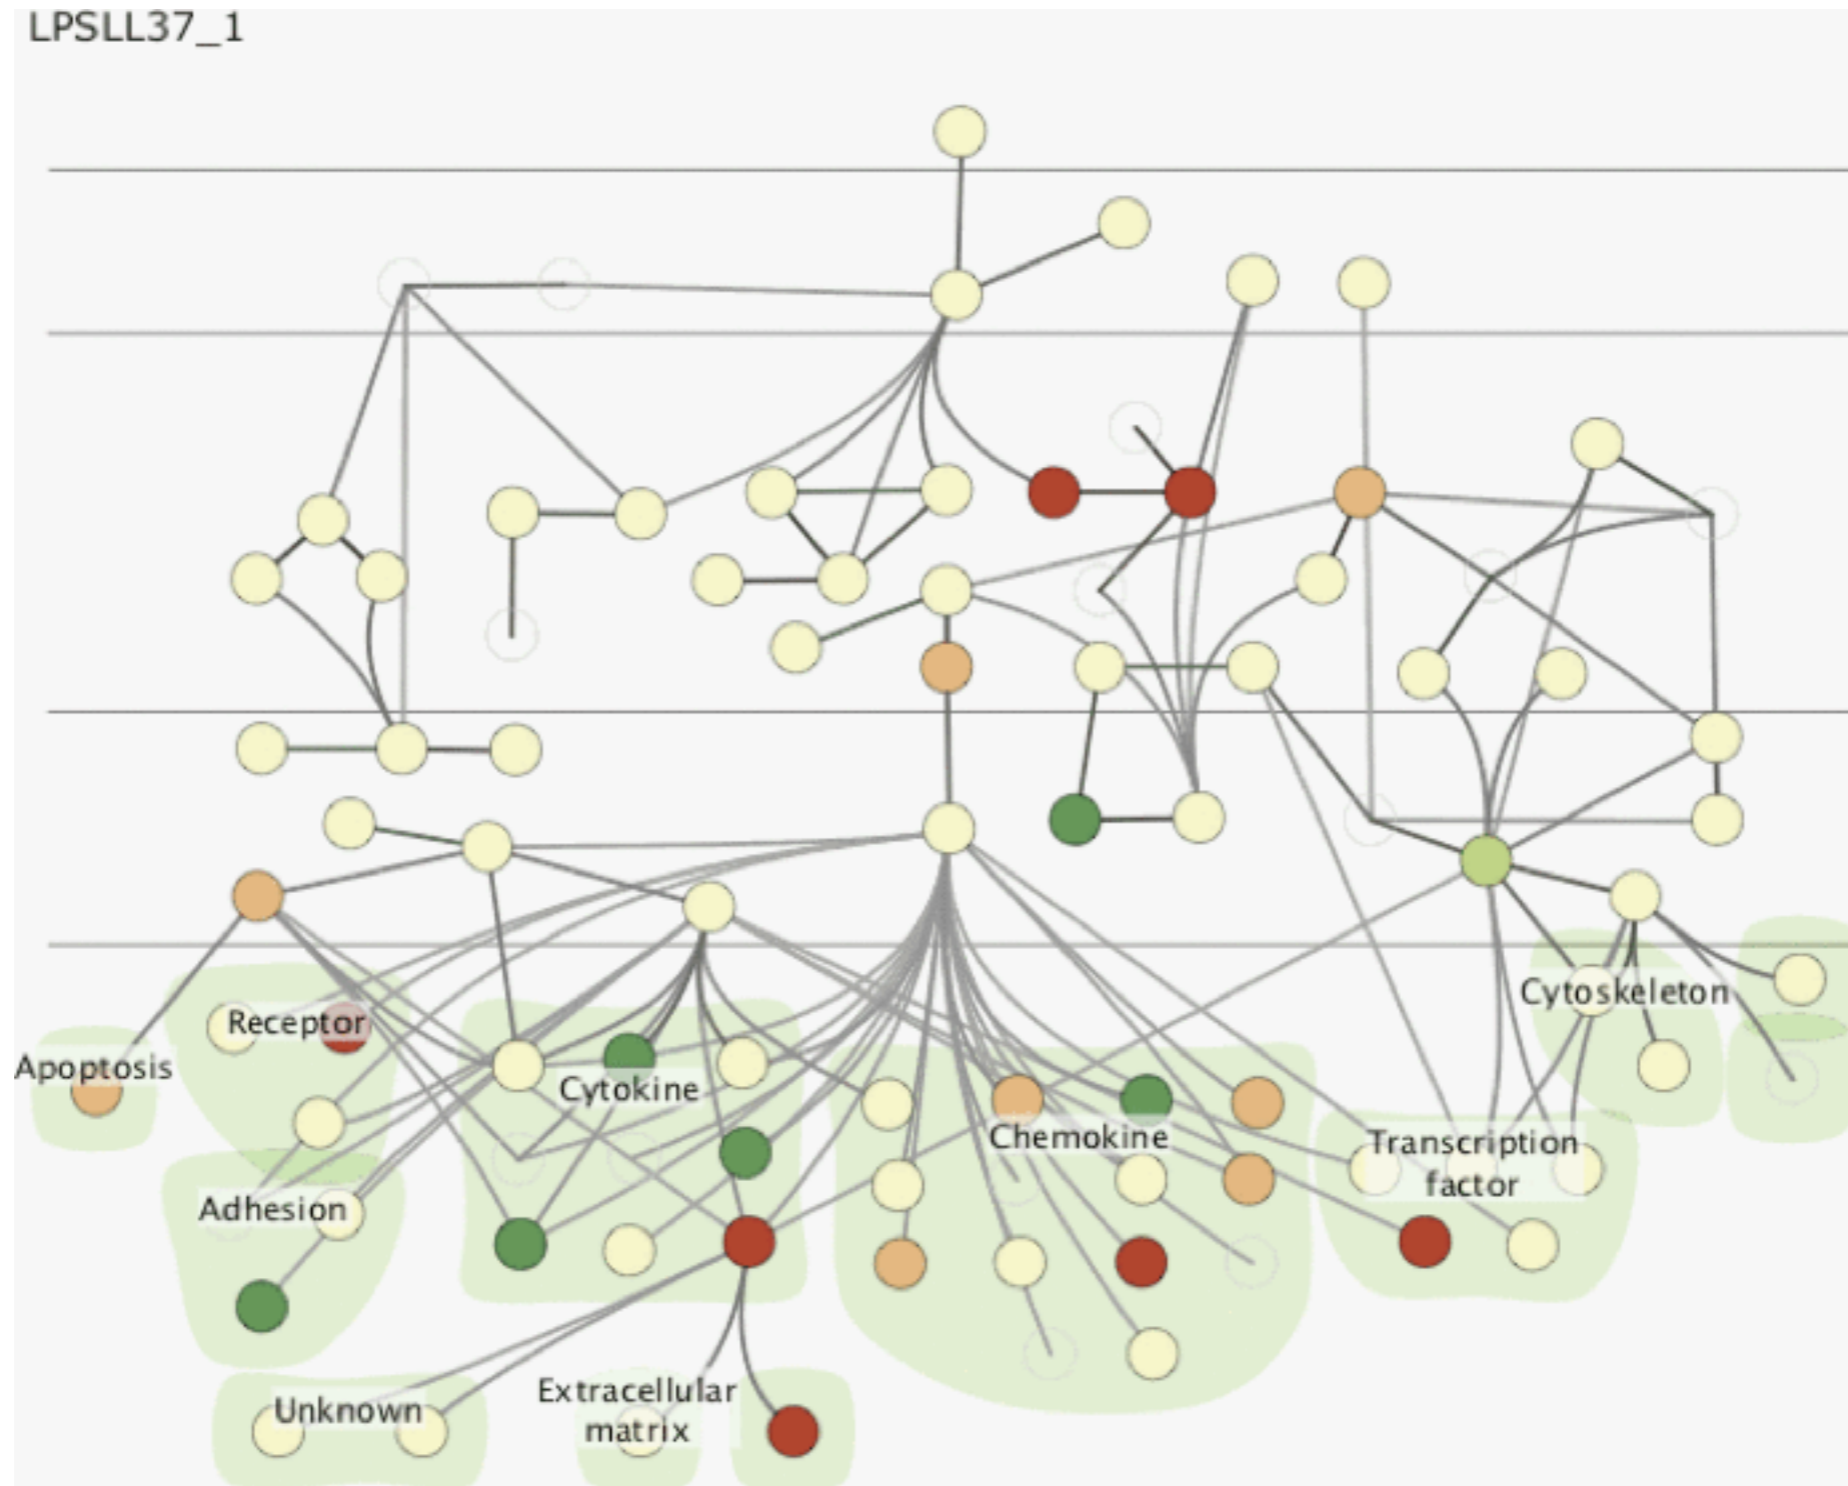 LPSLL37_1
Cytoskeleton
Receptor
Apoptosis
Cytokine
Chemokine
Transcription
factor
Adhesion
Extracellular
matrix
Unknown